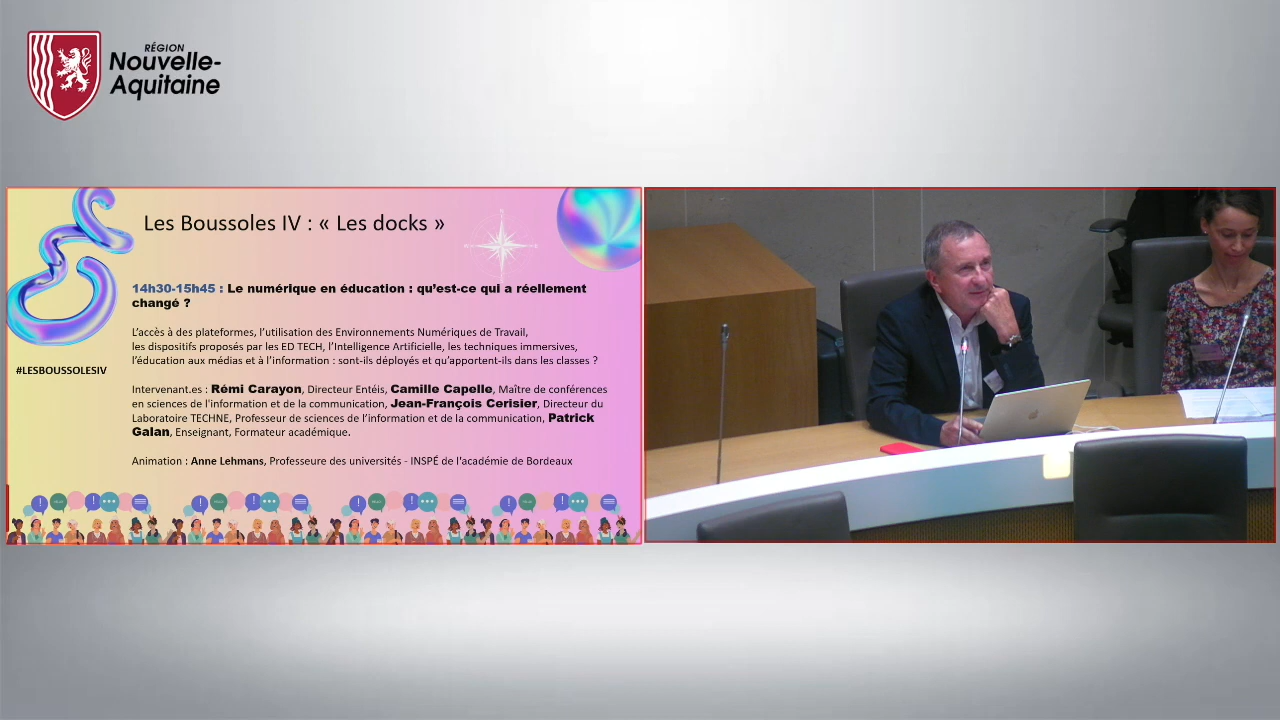 RÉGION
Nouvelle-
Aquitaine
Les Boussoles IV : « Les docks »
14h30-15h45 : Le numérique en éducation : qu'est-ce qui a réellement
changé ?
L'accès à des plateformes, l'utilisation des Environnements Numériques de Travail,
les dispositifs proposés par les ED TECH, l'Intelligence Artificielle, les techniques immersives,
l'éducation aux médias et à l'information : sont-ils déployés et qu'apportent-ils dans les classes ?
#LESBOUSSOLESIV
Intervenant.es : Rémi Carayon, Directeur Entéis, Camille Capelle, Maître de conférences
en sciences de l'information et de la communication, Jean-François Cerisier, Directeur du
Laboratoire TECHNE, Professeur de sciences de l'information et de la communication, Patrick
Galan, Enseignant, Formateur académique.
Animation : Anne Lehmans, Professeure des universités - INSPÉ de l'académie de Bordeaux